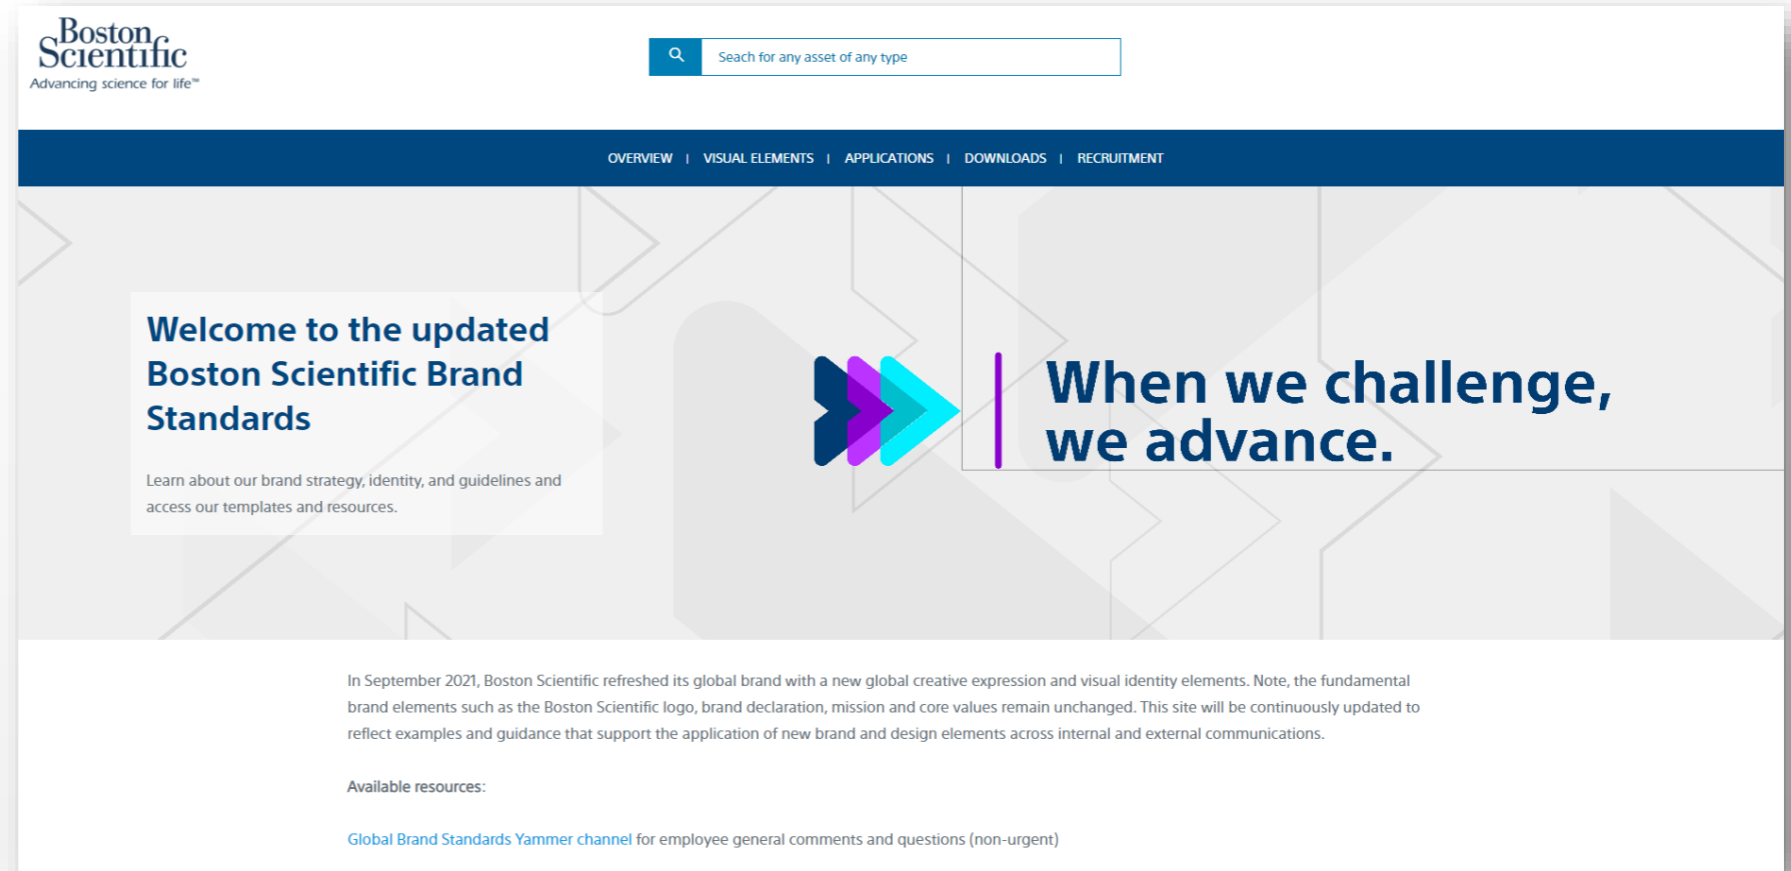 Boston
Scientific
Advancing science for life™
Seach for any asset of any type
OVERVIEW | VISUAL ELEMENTS | APPLICATIONS | DOWNLOADS | RECRUITMENT
Welcome to the updated
Boston Scientific Brand
Standards
Learn about our brand strategy, identity, and guidelines and
access our templates and resources.
When we challenge,
we advance.
In September 2021, Boston Scientific refreshed its global brand with a new global creative expression and visual identity elements. Note, the fundamental
brand elements such as the Boston Scientific logo, brand declaration, mission and core values remain unchanged. This site will be continuously updated to
reflect examples and guidance that support the application of new brand and design elements across internal and external communications.
Available resources:
Global Brand Standards Yammer channel for employee general comments and questions (non-urgent)